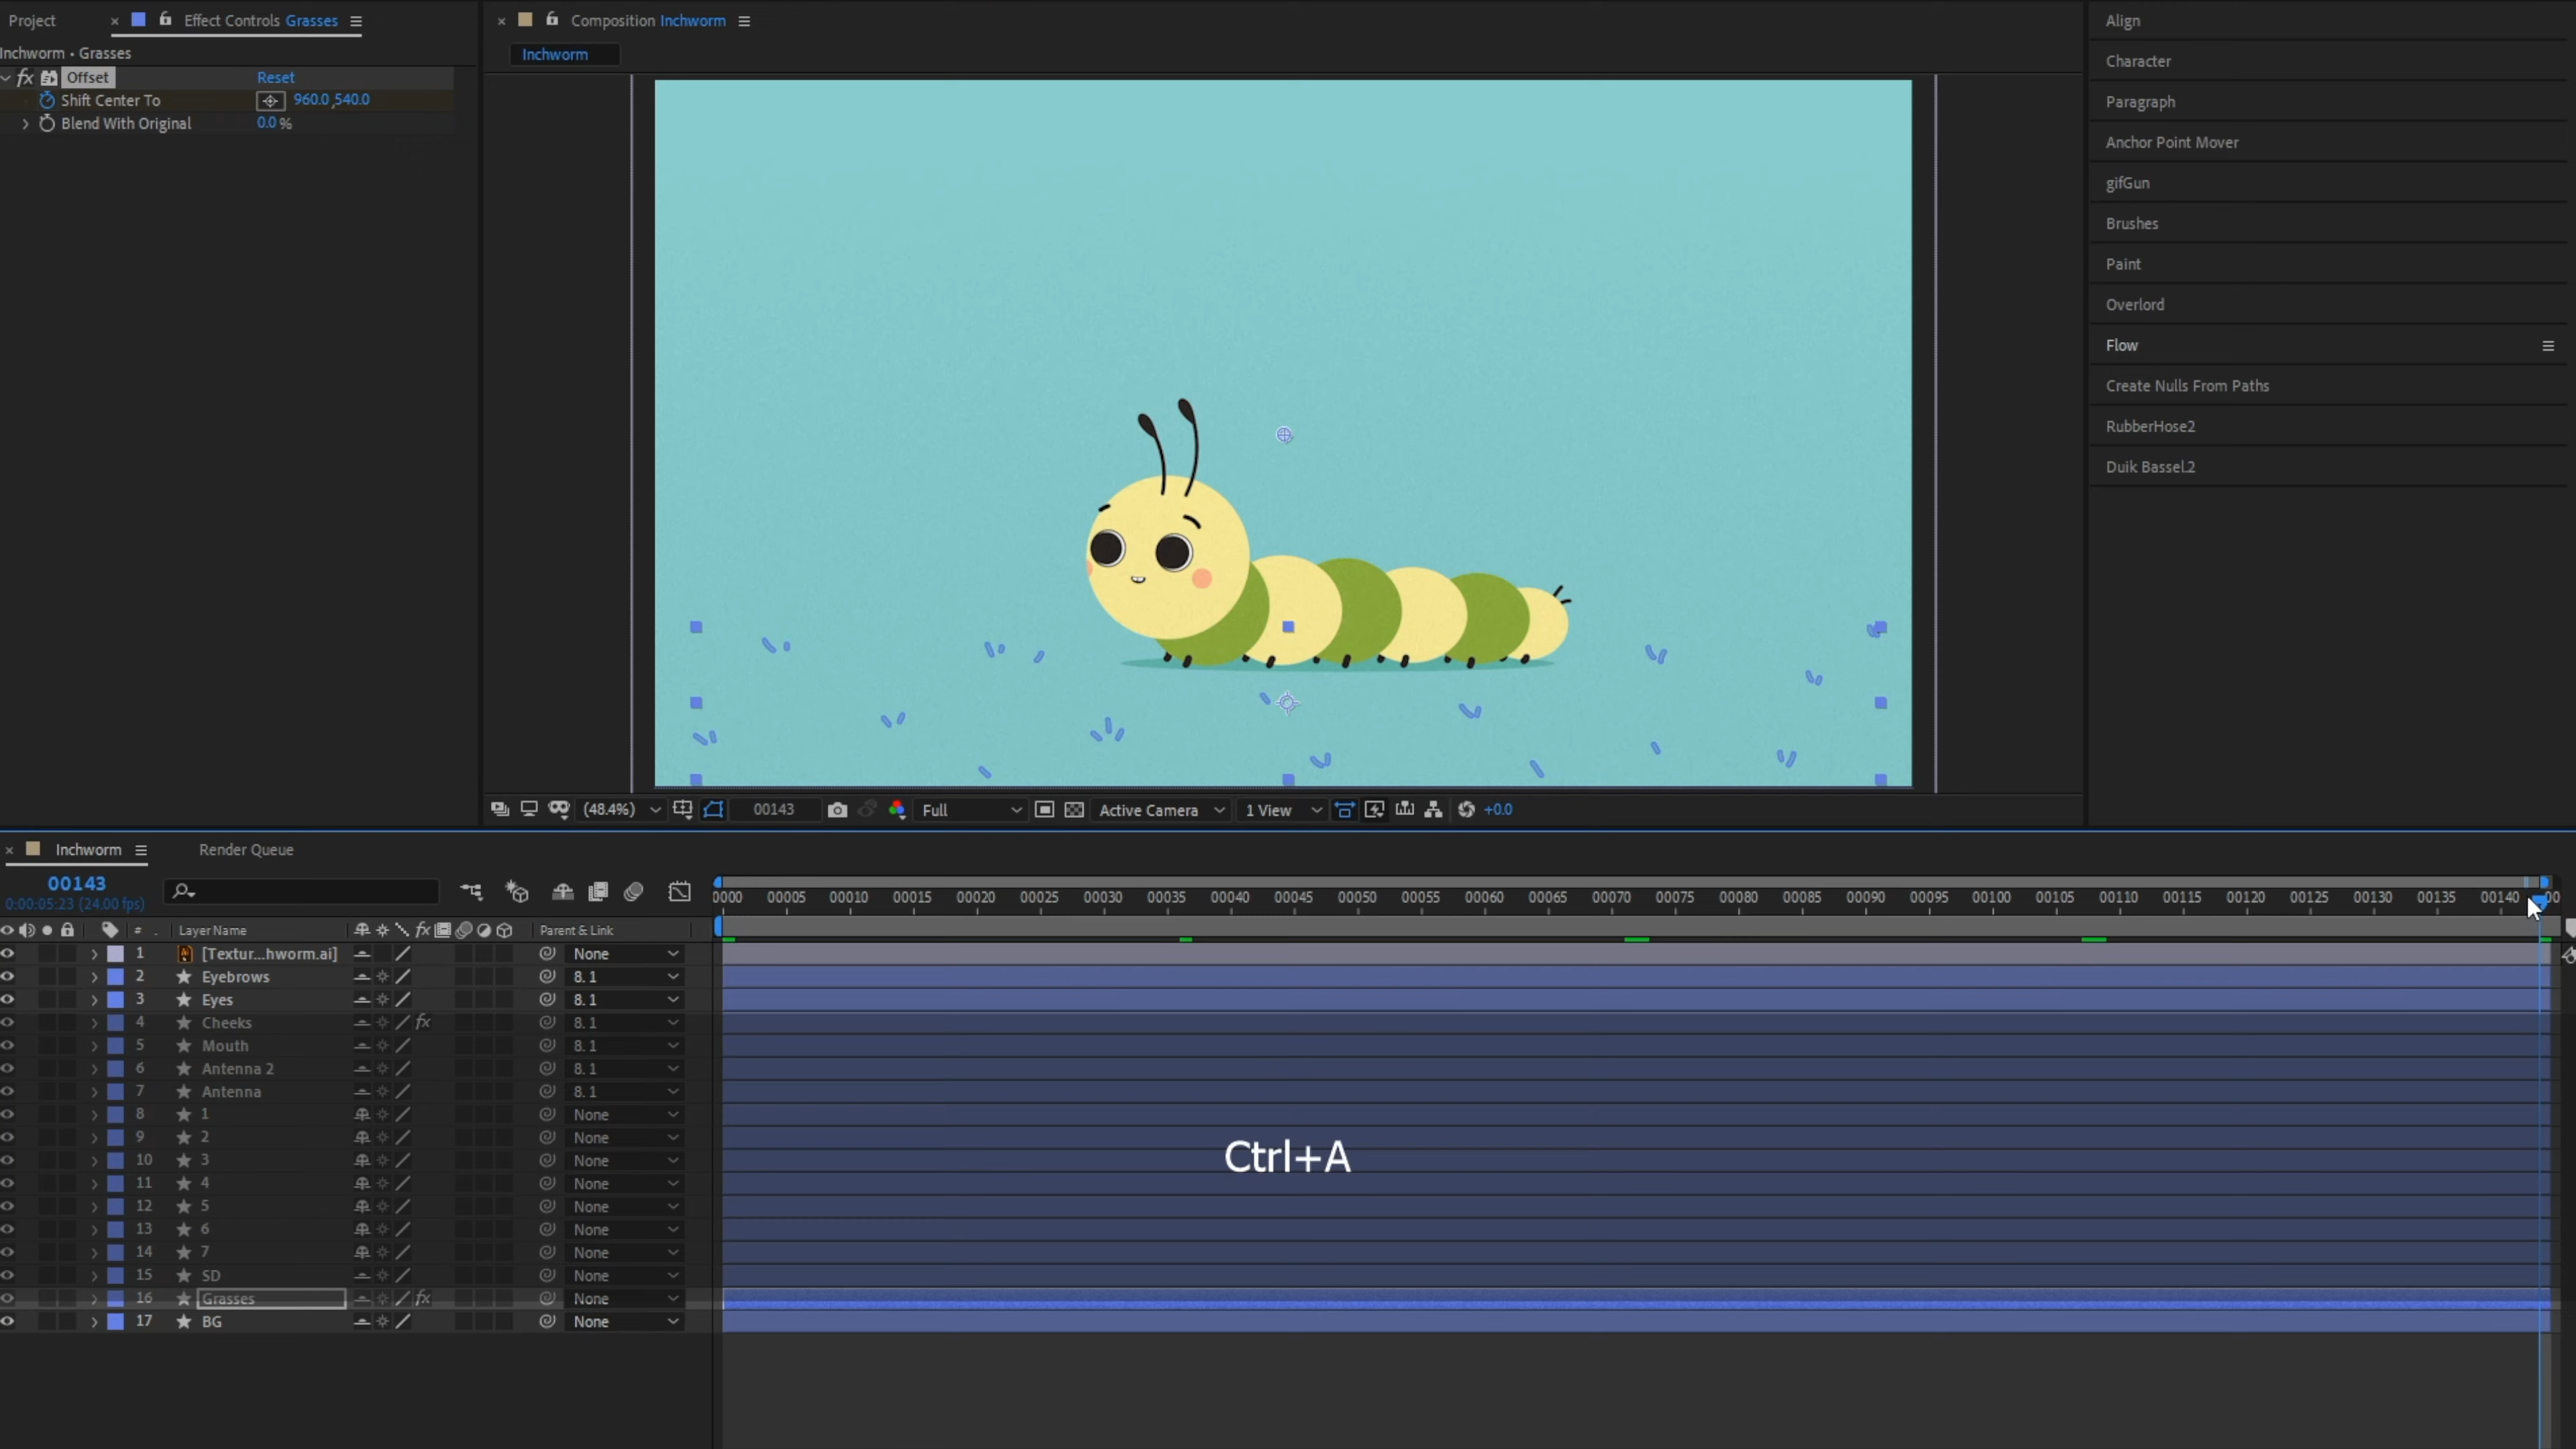 Project
Effect Controls Grasses
Inchworm • Grasses
fx Offset Reset
Shift Center To 960.0,540.0
Blend With Original 0.0 %
Composition Inchworm
Inchworm
(48.4%) 00143 Full Active Camera 1 View +0.0
Align
Character
Paragraph
Anchor Point Mover
gifGun
Brushes
Paint
Overlord
Flow
Create Nulls From Paths
RubberHose2
Duik Bassel.2
Inchworm Render Queue
00143
0:00:05:23 (24.00 fps)
0000 00005 00010 00015 00020 00025 00030 00035 00040 00045 00050 00055 00060 00065 00070 00075 00080 00085 00090 00095 00100 00105 00110 00115 00120 00125 00130 00135 00140
# Layer Name fx Parent & Link
1 [Textur...hworm.ai] None
2 Eyebrows 8. 1
3 Eyes 8. 1
4 Cheeks fx 8. 1
5 Mouth 8. 1
6 Antenna 2 8. 1
7 Antenna 8. 1
8 1 None
9 2 None
10 3 None
11 4 None
12 5 None
13 6 None
14 7 None
15 SD None
16 Grasses fx None
17 BG None
Ctrl+A